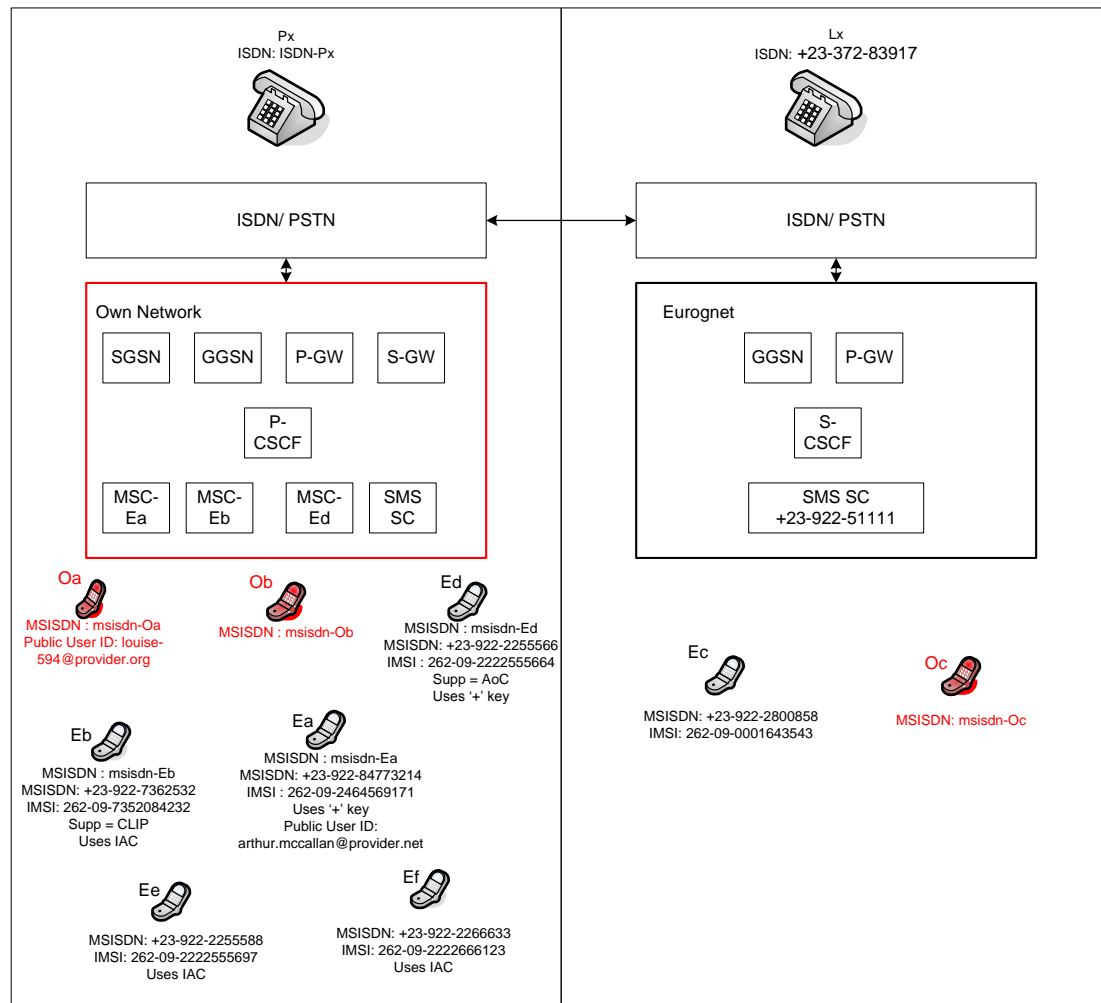 Px
ISDN: ISDN-Px
Lx
ISDN: +23-372-83917
ISDN/ PSTN
ISDN/ PSTN
Own Network
SGSN
GGSN
P-GW
S-GW
P-
CSCF
MSC-
Ea
MSC-
Eb
MSC-
Ed
SMS
SC
Eurognet
GGSN
P-GW
S-
CSCF
SMS SC
+23-922-51111
Oa
MSISDN : msisdn-Oa
Public User ID: louise-
594@provider.org
Ob
MSISDN : msisdn-Ob
Ed
MSISDN : msisdn-Ed
MSISDN: +23-922-2255566
IMSI : 262-09-2222555664
Supp = AoC
Uses ‘+’ key
Eb
MSISDN : msisdn-Eb
MSISDN: +23-922-7362532
IMSI: 262-09-7352084232
Supp = CLIP
Uses IAC
Ea
MSISDN : msisdn-Ea
MSISDN: +23-922-84773214
IMSI : 262-09-2464569171
Uses ‘+’ key
Public User ID:
arthur.mccallan@provider.net
Ee
MSISDN: +23-922-2255588
IMSI: 262-09-2222555697
Uses IAC
Ef
MSISDN: +23-922-2266633
IMSI: 262-09-2222666123
Uses IAC
Ec
MSISDN: +23-922-2800858
IMSI: 262-09-0001643543
Oc
MSISDN: msisdn-Oc